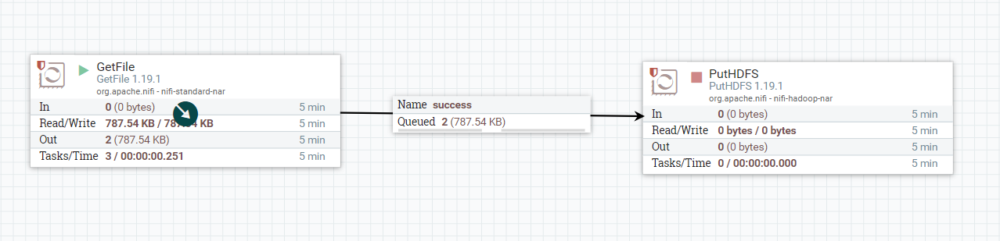 GetFile
GetFile 1.19.1
org.apache.nifi - nifi-standard-nar
In 0 (0 bytes) 5 min
Read/Write 787.54 KB / 787.54 KB 5 min
Out 2 (787.54 KB) 5 min
Tasks/Time 3 / 00:00:00.251 5 min
Name success
Queued 2 (787.54 KB)
PutHDFS
PutHDFS 1.19.1
org.apache.nifi - nifi-hadoop-nar
In 0 (0 bytes) 5 min
Read/Write 0 bytes / 0 bytes 5 min
Out 0 (0 bytes) 5 min
Tasks/Time 0 / 00:00:00.000 5 min